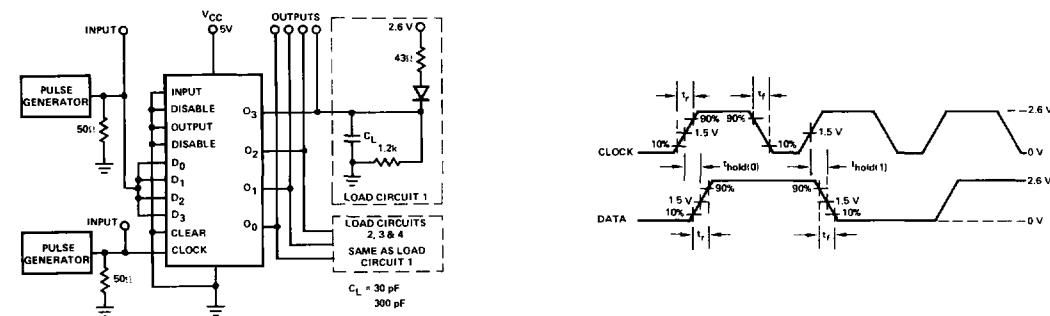 INPUT
VCC
5V
OUTPUTS
2.6 V
43Ω
PULSE
GENERATOR
50Ω
INPUT
DISABLE
OUTPUT
DISABLE
D0
D1
D2
D3
CLEAR
CLOCK
O3
O2
O1
O0
CL
1.2k
LOAD CIRCUIT 1
INPUT
PULSE
GENERATOR
50Ω
LOAD CIRCUITS
2, 3 & 4
SAME AS LOAD
CIRCUIT 1
CL = 30 pF
300 pF
tr
tf
90%
90%
2.6 V
1.5 V
1.5 V
10%
10%
CLOCK
0 V
thold(0)
thold(1)
90%
90%
2.6 V
1.5 V
1.5 V
10%
10%
DATA
0 V
tr
tf